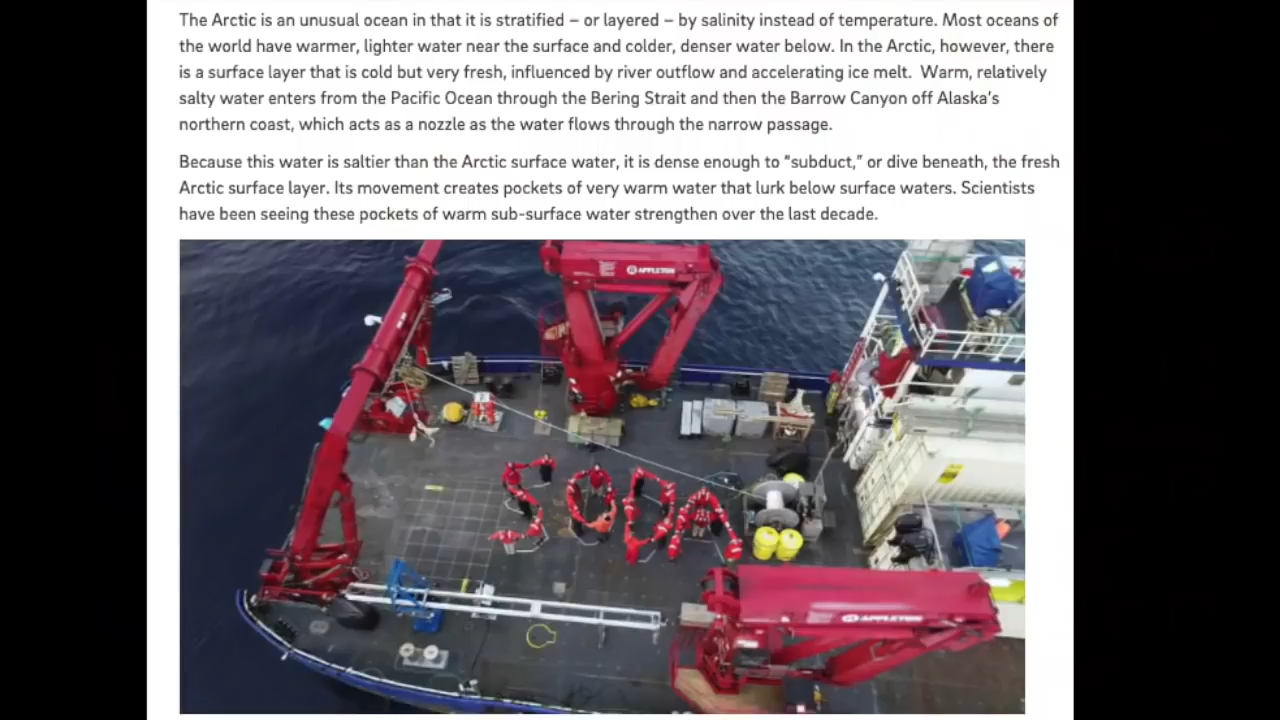 The Arctic is an unusual ocean in that it is stratified – or layered – by salinity instead of temperature. Most oceans of
the world have warmer, lighter water near the surface and colder, denser water below. In the Arctic, however, there
is a surface layer that is cold but very fresh, influenced by river outflow and accelerating ice melt.  Warm, relatively
salty water enters from the Pacific Ocean through the Bering Strait and then the Barrow Canyon off Alaska's
northern coast, which acts as a nozzle as the water flows through the narrow passage.
Because this water is saltier than the Arctic surface water, it is dense enough to “subduct,” or dive beneath, the fresh
Arctic surface layer. Its movement creates pockets of very warm water that lurk below surface waters. Scientists
have been seeing these pockets of warm sub-surface water strengthen over the last decade.
APPLETON
SODA
APPLETON